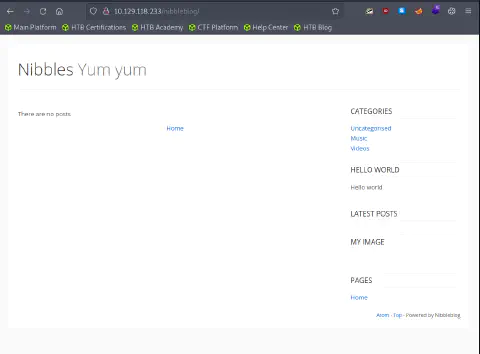 10.129.118.233/nibbleblog/
Main Platform HTB Certifications HTB Academy CTF Platform Help Center HTB Blog
Nibbles Yum yum
There are no posts
Home
CATEGORIES
Uncategorised
Music
Videos
HELLO WORLD
Hello world
LATEST POSTS
MY IMAGE
PAGES
Home
Atom · Top · Powered by Nibbleblog